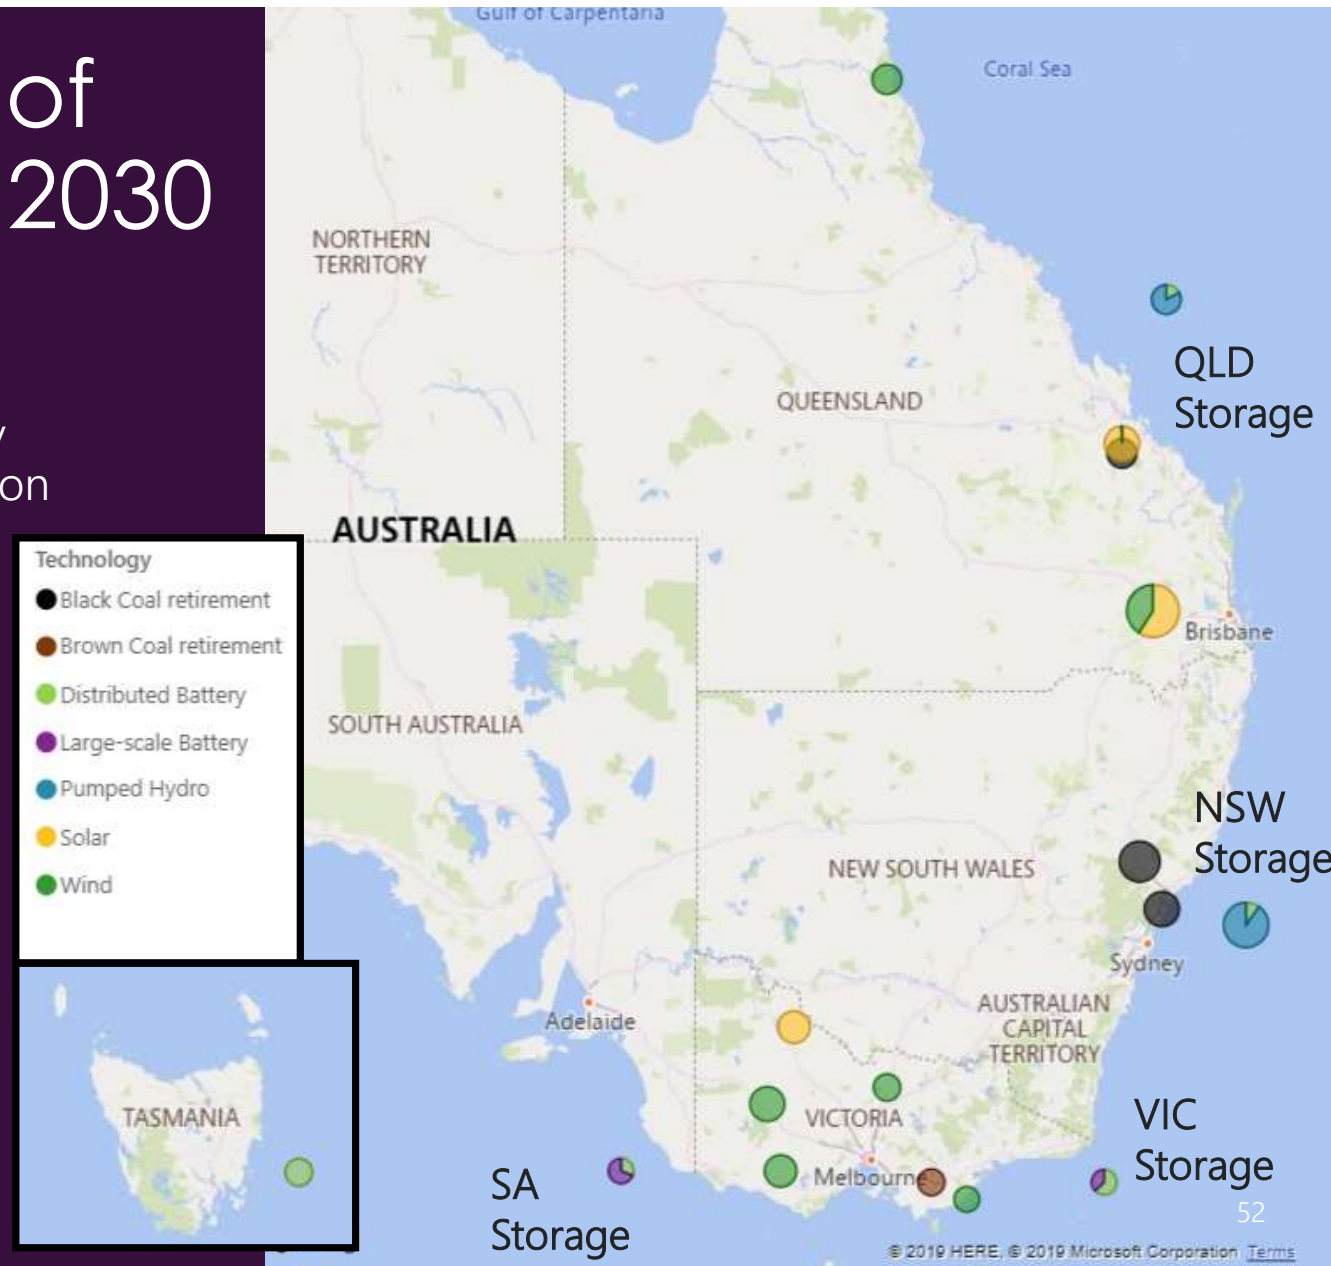 of
2030
on
Gulf of Carpentaria
Coral Sea
NORTHERN
TERRITORY
QLD
Storage
QUEENSLAND
AUSTRALIA
Technology
Black Coal retirement
Brown Coal retirement
Distributed Battery
Large-scale Battery
Pumped Hydro
Solar
Wind
Brisbane
SOUTH AUSTRALIA
NSW
Storage
NEW SOUTH WALES
Sydney
Adelaide
AUSTRALIAN
CAPITAL
TERRITORY
TASMANIA
VICTORIA
VIC
Storage
Melbourne
SA
Storage
52
© 2019 HERE, © 2019 Microsoft Corporation Terms